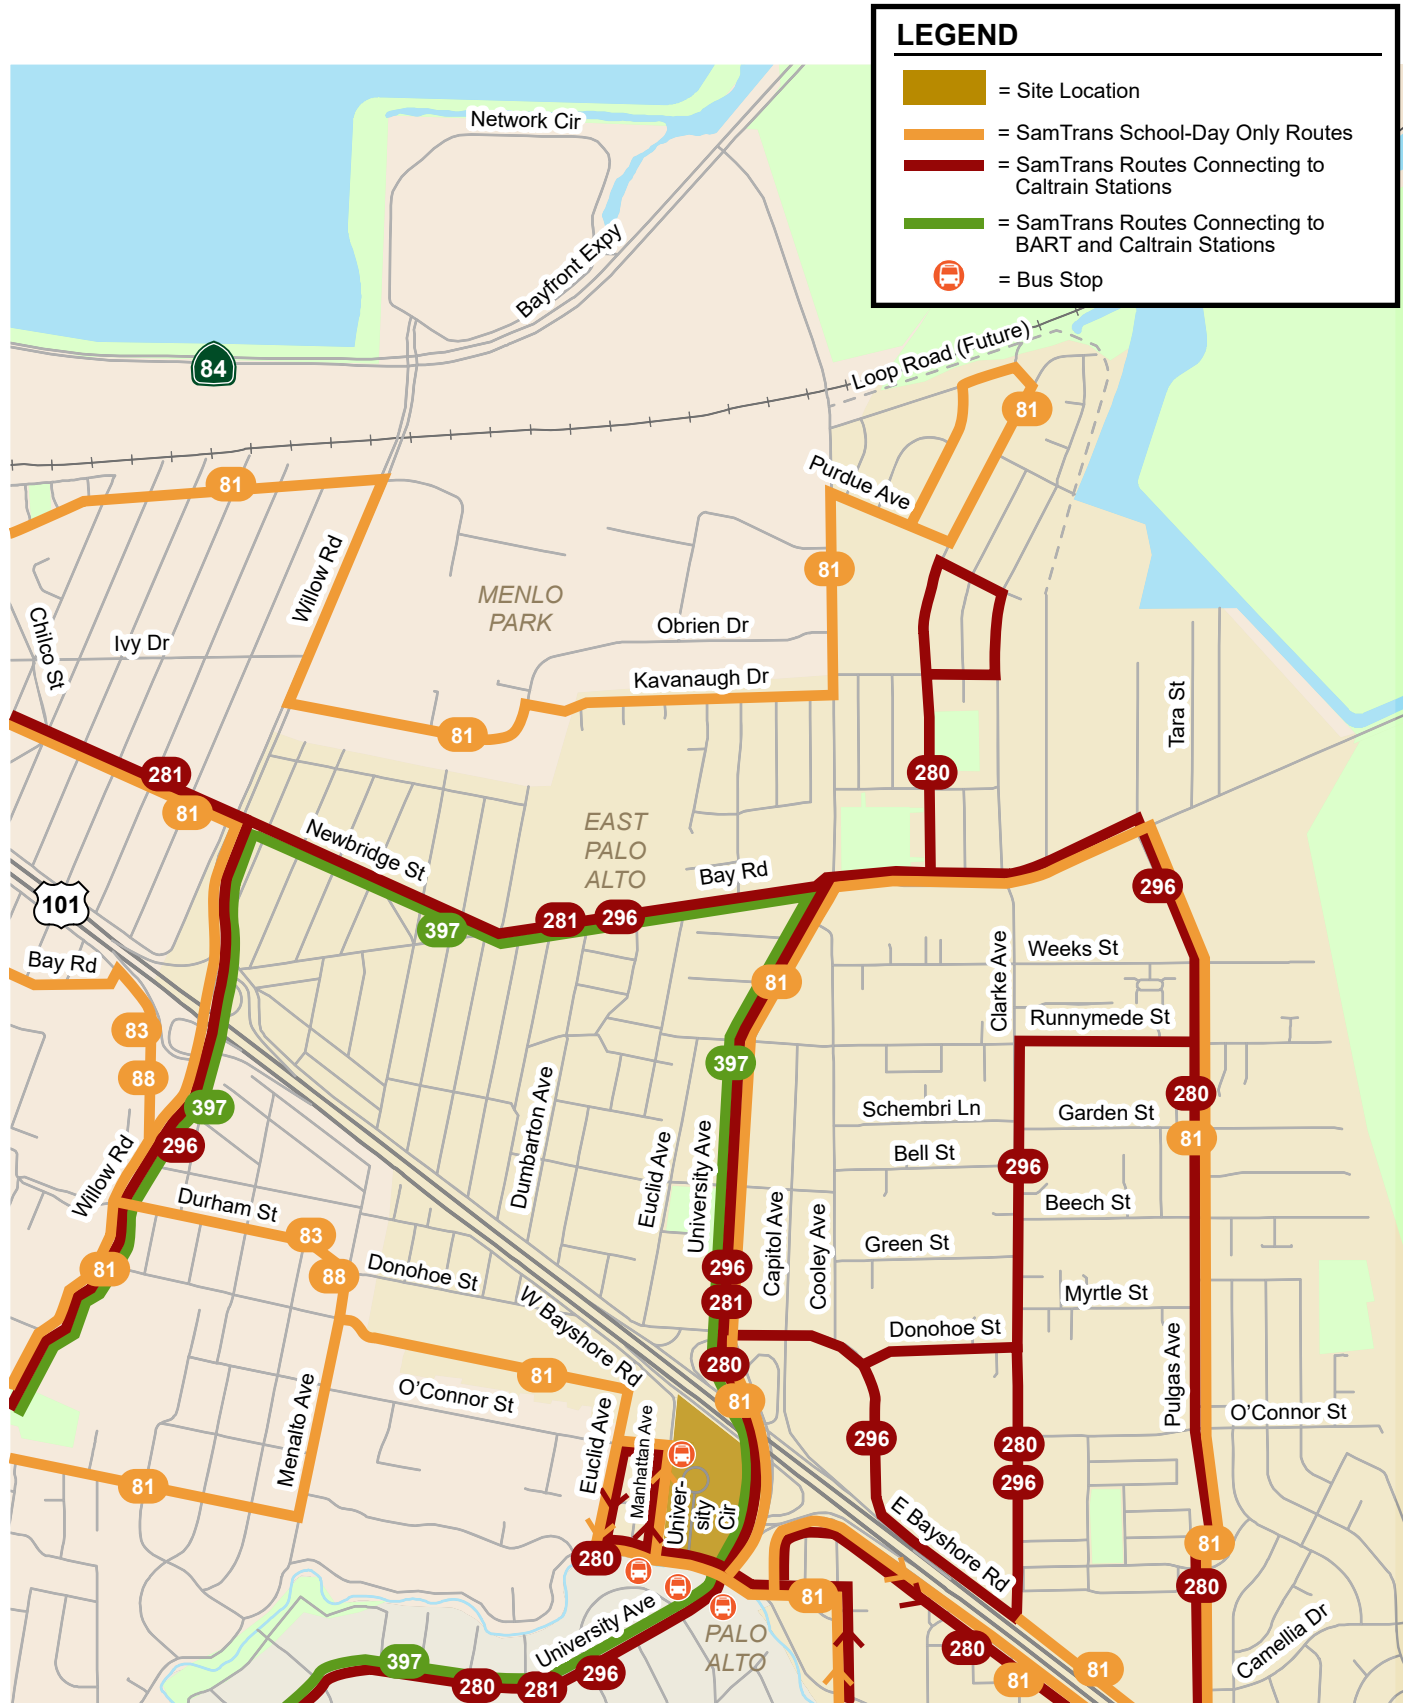 LEGEND
= Site Location
= SamTrans School-Day Only Routes
= SamTrans Routes Connecting to
Caltrain Stations
= SamTrans Routes Connecting to
BART and Caltrain Stations
= Bus Stop
Network Cir
Bayfront Expy
84
Loop Road (Future)
81
81
Purdue Ave
81
Willow Rd
MENLO
PARK
Chilco St
Ivy Dr
Obrien Dr
Kavanaugh Dr
81
Tara St
281
81
280
Newbridge St
EAST
PALO
ALTO
Bay Rd
101
397
281
296
296
Bay Rd
81
Clarke Ave
Weeks St
83
Runnymede St
88
397
397
Dumbarton Ave
280
Schembri Ln
Garden St
296
81
Willow Rd
Euclid Ave
University Ave
Bell St
296
Durham St
Capitol Ave
Cooley Ave
Beech St
83
Green St
81
88
Donohoe St
296
281
Myrtle St
W Bayshore Rd
Donohoe St
280
Pulgas Ave
81
81
O'Connor St
O'Connor St
Menalto Ave
Euclid Ave
Manhattan Ave
296
280
296
81
Univer-
sity
Cir
E Bayshore Rd
81
280
280
81
University Ave
PALO
ALTO
Camellia Dr
397
280
281
296
280
81
81